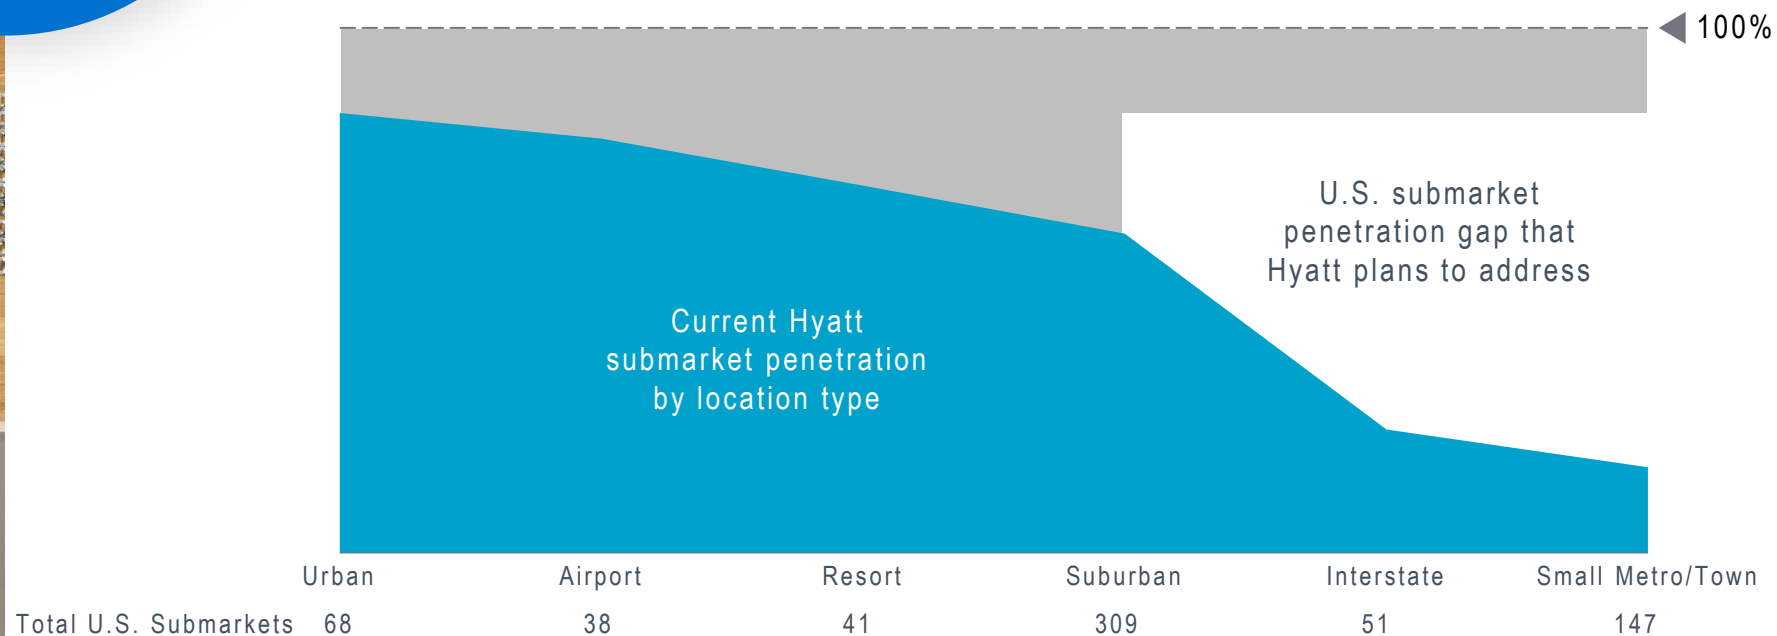 100%
U.S. submarket
penetration gap that
Hyatt plans to address
Current Hyatt
submarket penetration
by location type
Urban Airport Resort Suburban Interstate Small Metro/Town
Total U.S. Submarkets 68 38 41 309 51 147